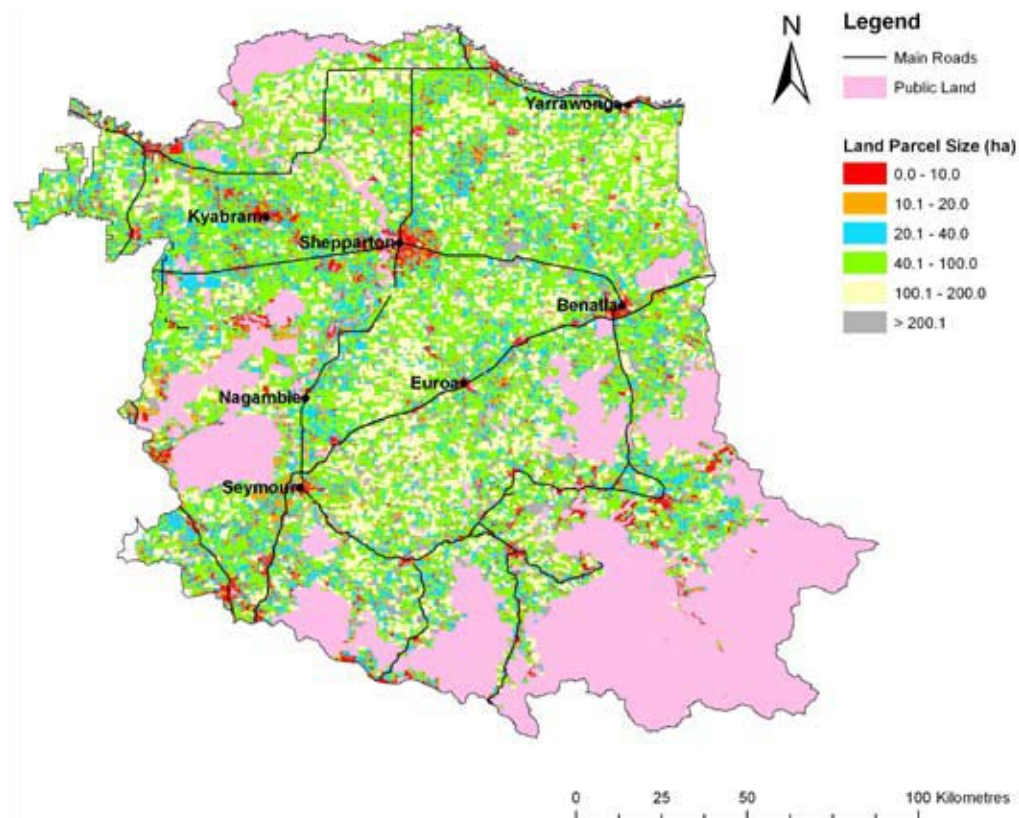 N
Legend
Main Roads
Public Land
Land Parcel Size (ha)
0.0 - 10.0
10.1 - 20.0
20.1 - 40.0
40.1 - 100.0
100.1 - 200.0
> 200.1
Yarrawonga
Kyabram
Shepparton
Benalla
Euroa
Nagambie
Seymour
0 25 50 100 Kilometres